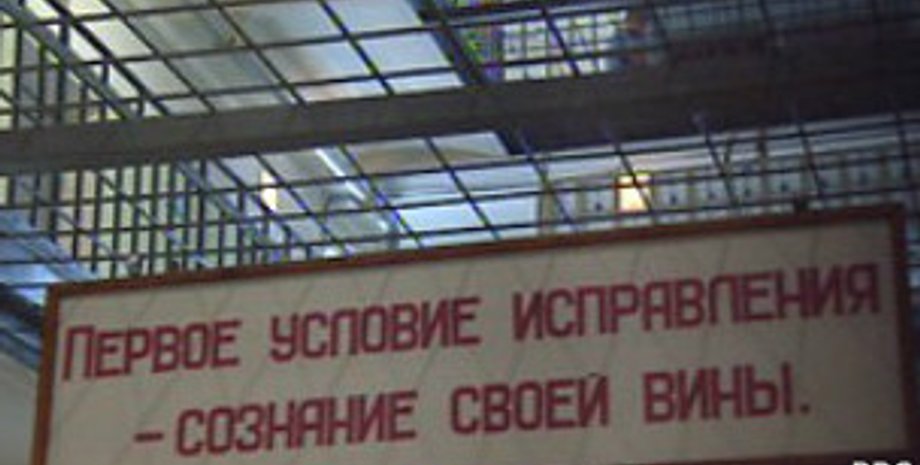 Первое условие исправления
– сознание своей вины.